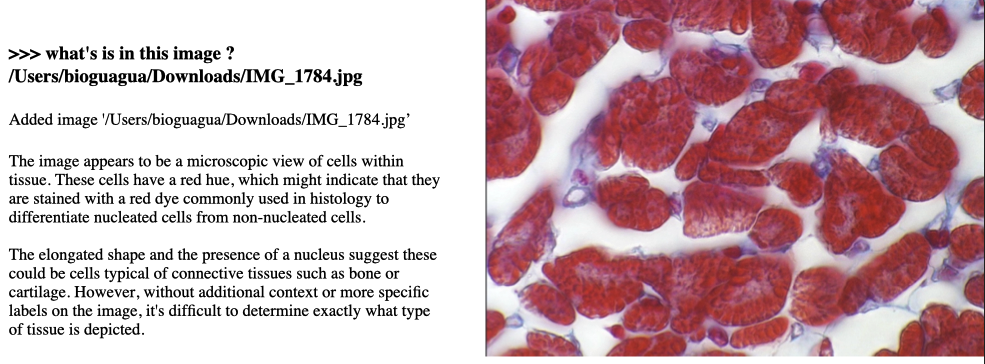 >>> what's is in this image ?
/Users/bioguagua/Downloads/IMG_1784.jpg
Added image '/Users/bioguagua/Downloads/IMG_1784.jpg’
The image appears to be a microscopic view of cells within
tissue. These cells have a red hue, which might indicate that they
are stained with a red dye commonly used in histology to
differentiate nucleated cells from non-nucleated cells.
The elongated shape and the presence of a nucleus suggest these
could be cells typical of connective tissues such as bone or
cartilage. However, without additional context or more specific
labels on the image, it's difficult to determine exactly what type
of tissue is depicted.